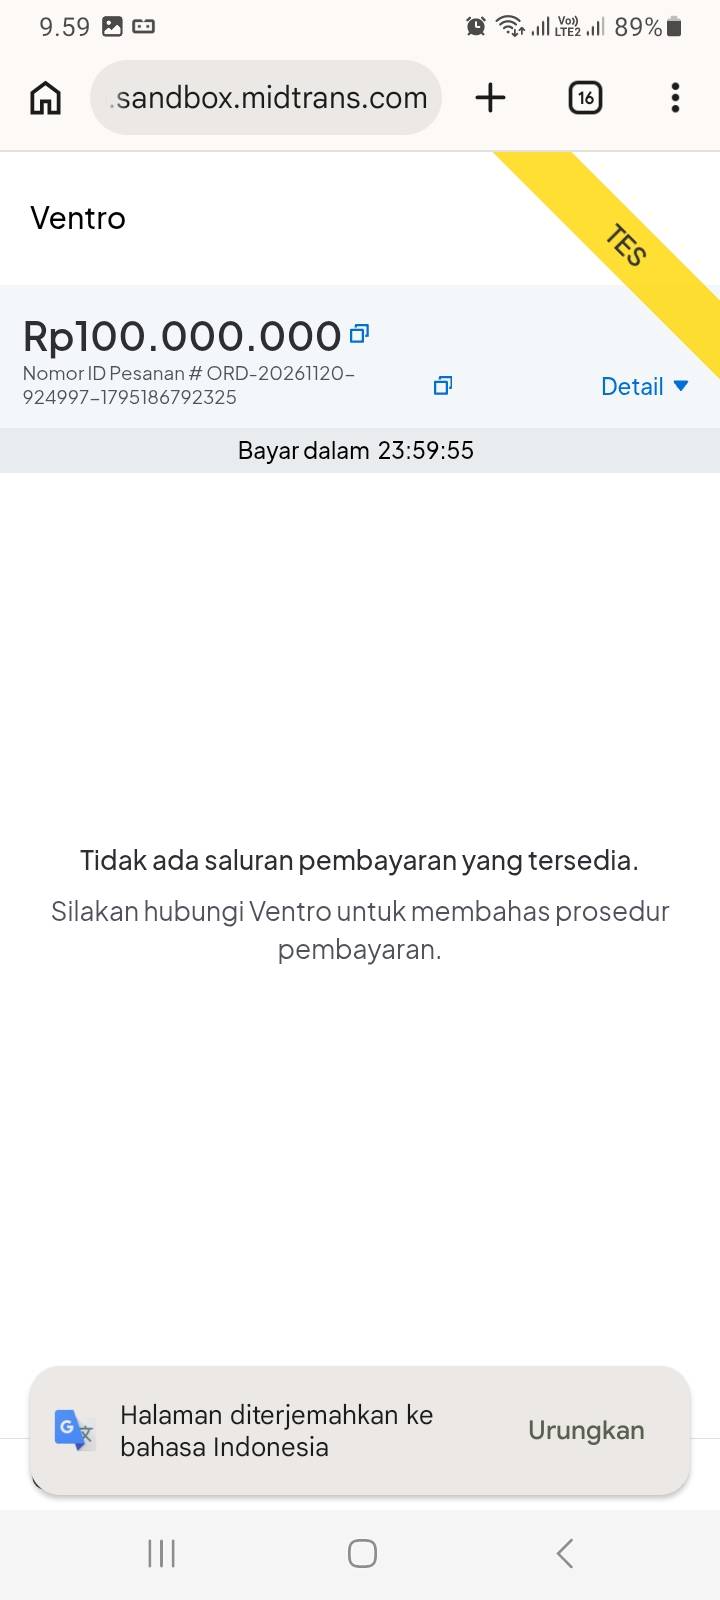 9.59
Vo))
LTE2
89%
.sandbox.midtrans.com
16
Ventro
TES
Rp100.000.000
Nomor ID Pesanan # ORD-20261120-
924997-1795186792325
Detail
Bayar dalam 23:59:55
Tidak ada saluran pembayaran yang tersedia.
Silakan hubungi Ventro untuk membahas prosedur
pembayaran.
G
Halaman diterjemahkan ke
bahasa Indonesia
Urungkan